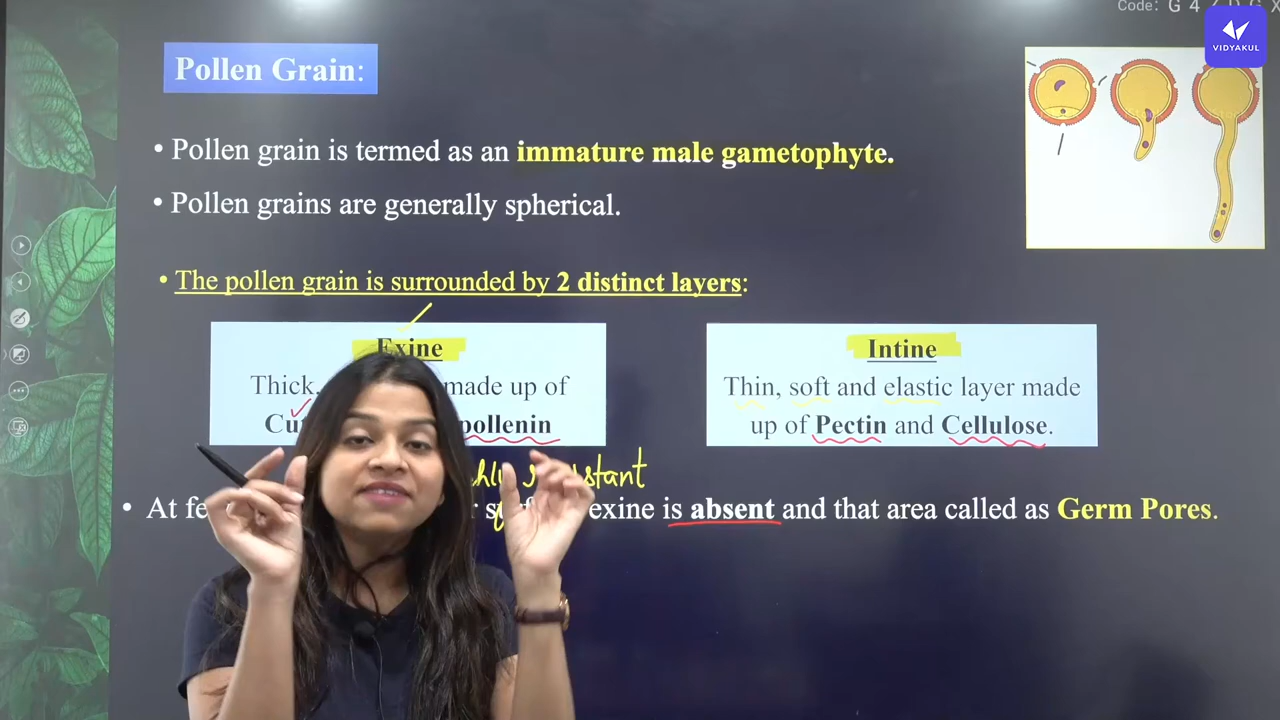 Code: G 4
VIDYAKUL
Pollen Grain:
• Pollen grain is termed as an immature male gametophyte.
• Pollen grains are generally spherical.
• The pollen grain is surrounded by 2 distinct layers:
Exine
Thick, made up of
pollenin
Intine
Thin, soft and elastic layer made
up of Pectin and Cellulose.
• At exine is absent and that area called as Germ Pores.